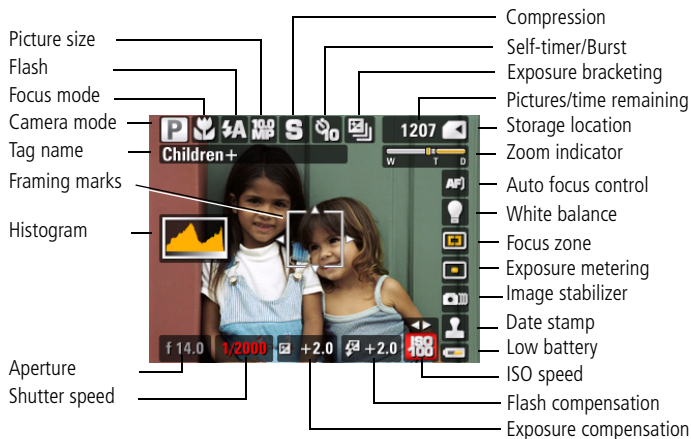 Compression
Self-timer/Burst
Exposure bracketing
Pictures/time remaining
Storage location
Zoom indicator
Auto focus control
White balance
Focus zone
Exposure metering
Image stabilizer
Date stamp
Low battery
ISO speed
Flash compensation
Exposure compensation
Picture size
Flash
Focus mode
Camera mode
Tag name
Framing marks
Histogram
Aperture
Shutter speed
P A 10.0 MP S 10 1207
Children+
W T D
AF
f 14.0 1/2000 +2.0 +2.0 ISO 100